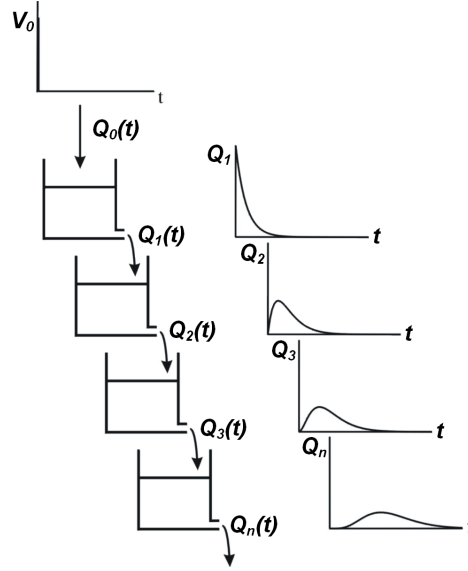 V₀
t
Q₀(t)
Q₁
Q₁(t)
t
Q₂
Q₂(t)
t
Q₃
Q₃(t)
t
Qₙ
Qₙ(t)